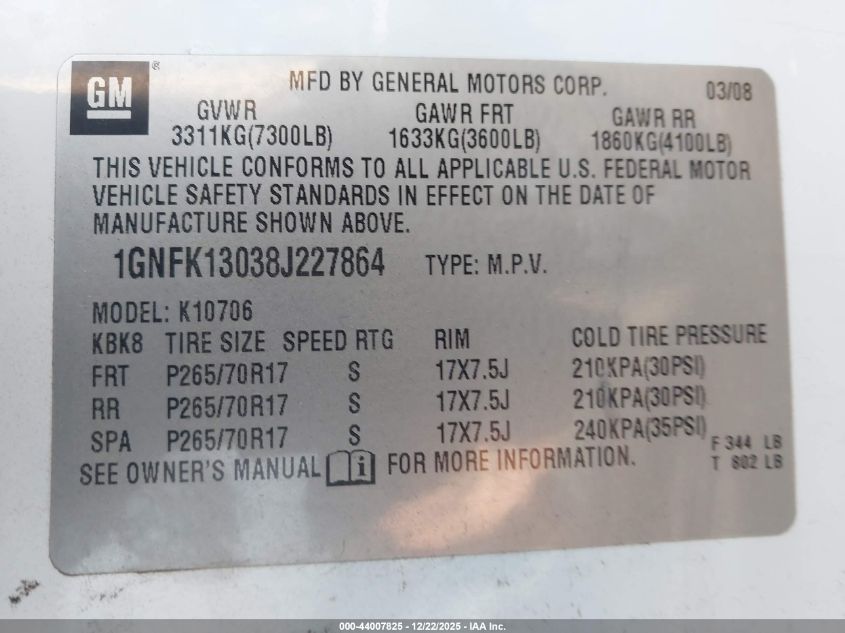 GM ®
MFD BY GENERAL MOTORS CORP. 03/08
GVWR GAWR FRT GAWR RR
3311KG(7300LB) 1633KG(3600LB) 1860KG(4100LB)
THIS VEHICLE CONFORMS TO ALL APPLICABLE U.S. FEDERAL MOTOR
VEHICLE SAFETY STANDARDS IN EFFECT ON THE DATE OF
MANUFACTURE SHOWN ABOVE.
1GNFK13038J227864 TYPE: M.P.V.
MODEL: K10706
KBK8 TIRE SIZE SPEED RTG RIM COLD TIRE PRESSURE
FRT P265/70R17 S 17X7.5J 210KPA(30PSI)
RR P265/70R17 S 17X7.5J 210KPA(30PSI)
SPA P265/70R17 S 17X7.5J 240KPA(35PSI)
F 344 LB
T 802 LB
SEE OWNER'S MANUAL i FOR MORE INFORMATION.
000-44007825 - 12/22/2025 - IAA Inc.